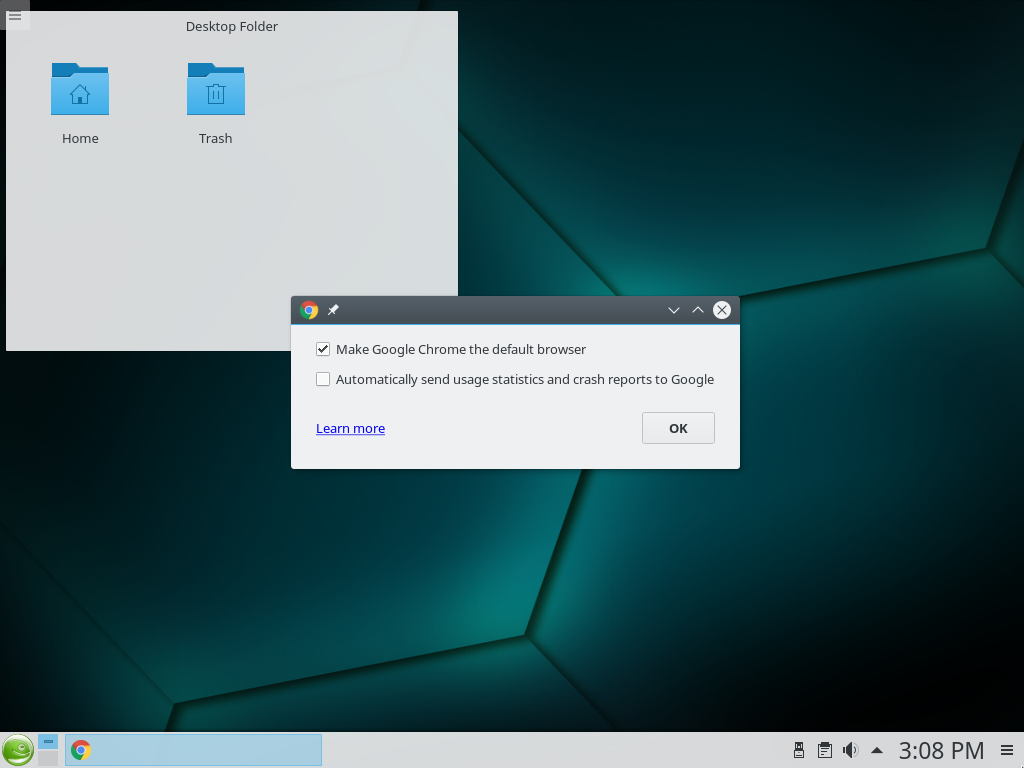 Desktop Folder
Home
Trash
Make Google Chrome the default browser
Automatically send usage statistics and crash reports to Google
Learn more
OK
3:08 PM